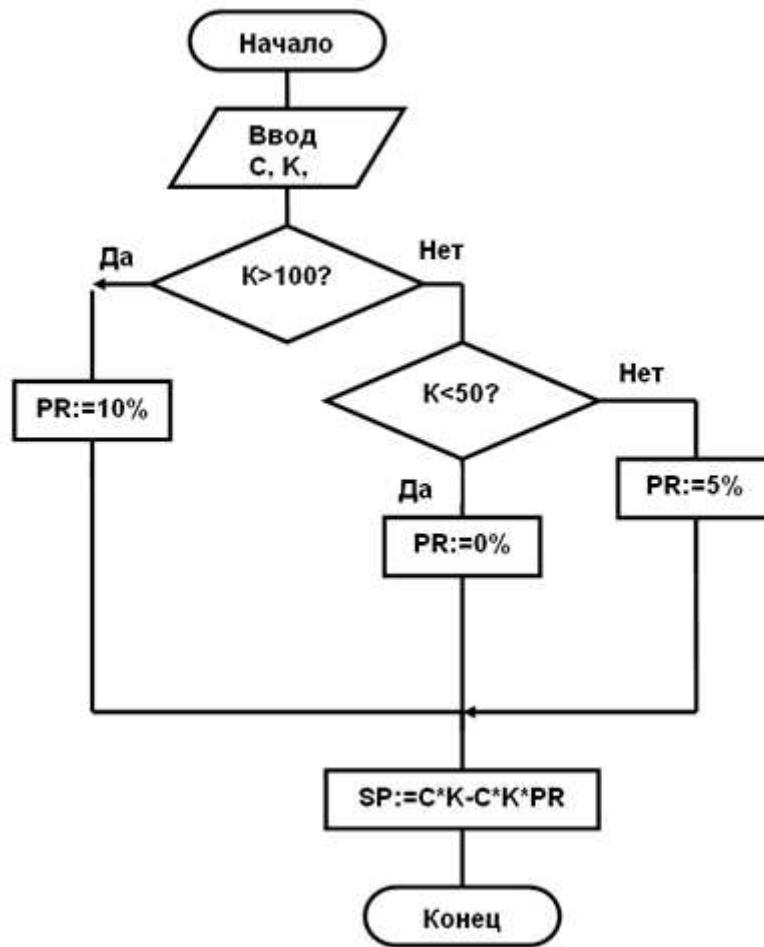 Начало
Ввод
С, К,
Да
Нет
К>100?
К<50?
Нет
PR:=10%
Да
PR:=5%
PR:=0%
SP:=C*K-C*K*PR
Конец